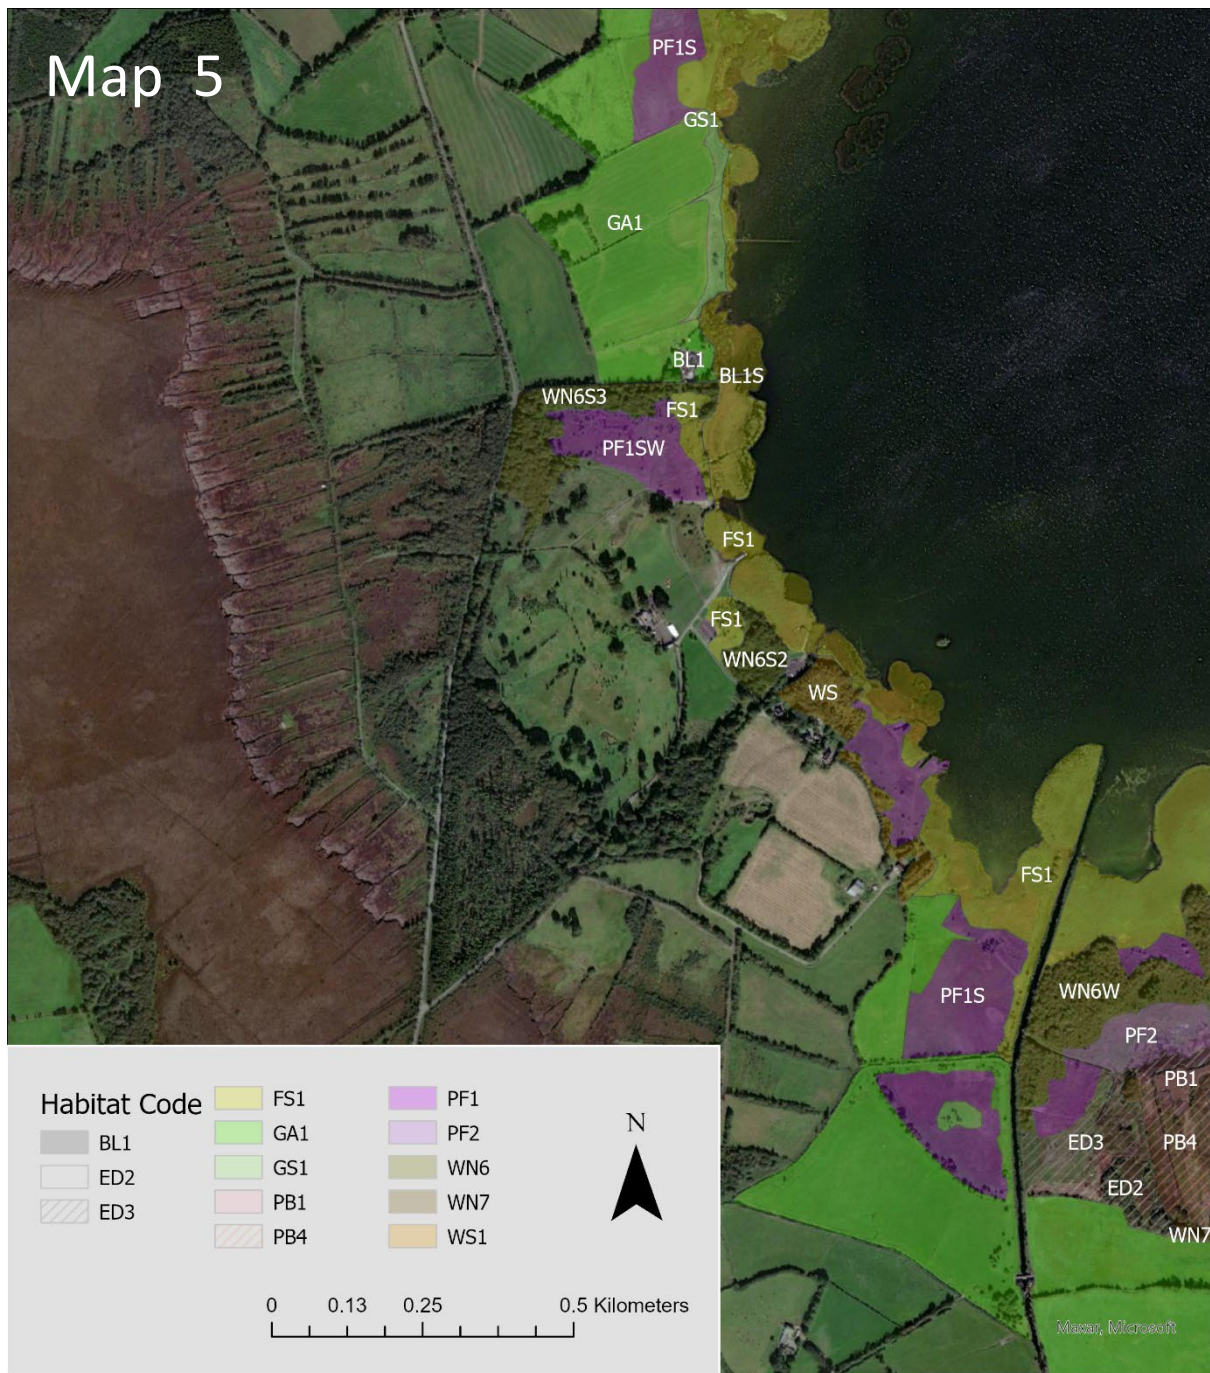 Map 5
PF1S
GS1
GA1
BL1
BL1S
WN6S3
FS1
PF1SW
FS1
FS1
WN6S2
WS
FS1
PF1S
WN6W
PF2
PB1
ED3
PB4
ED2
WN7
Habitat Code
BL1
ED2
ED3
FS1
GA1
GS1
PB1
PB4
PF1
PF2
WN6
WN7
WS1
N
0 0.13 0.25 0.5 Kilometers
Maxar, Microsoft